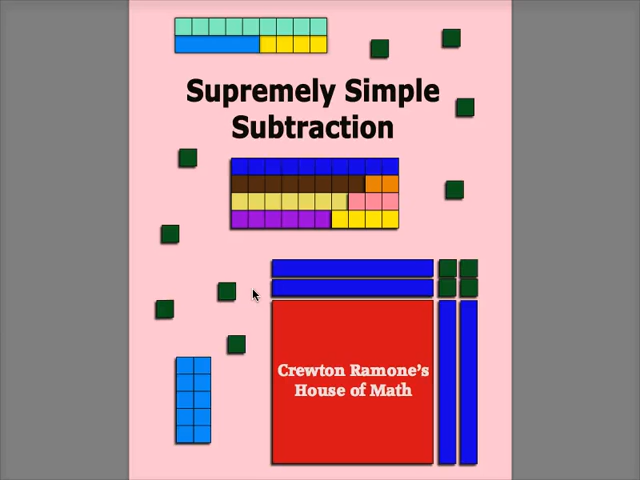 Supremely Simple
Subtraction
Crewton Ramone's
House of Math